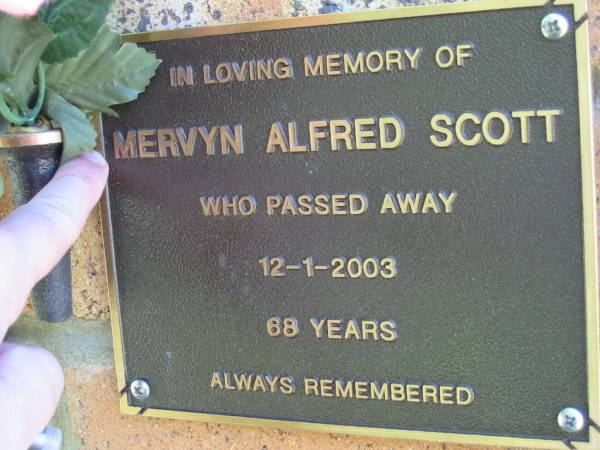 IN LOVING MEMORY OF
MERVYN ALFRED SCOTT
WHO PASSED AWAY
12-1-2003
68 YEARS
ALWAYS REMEMBERED